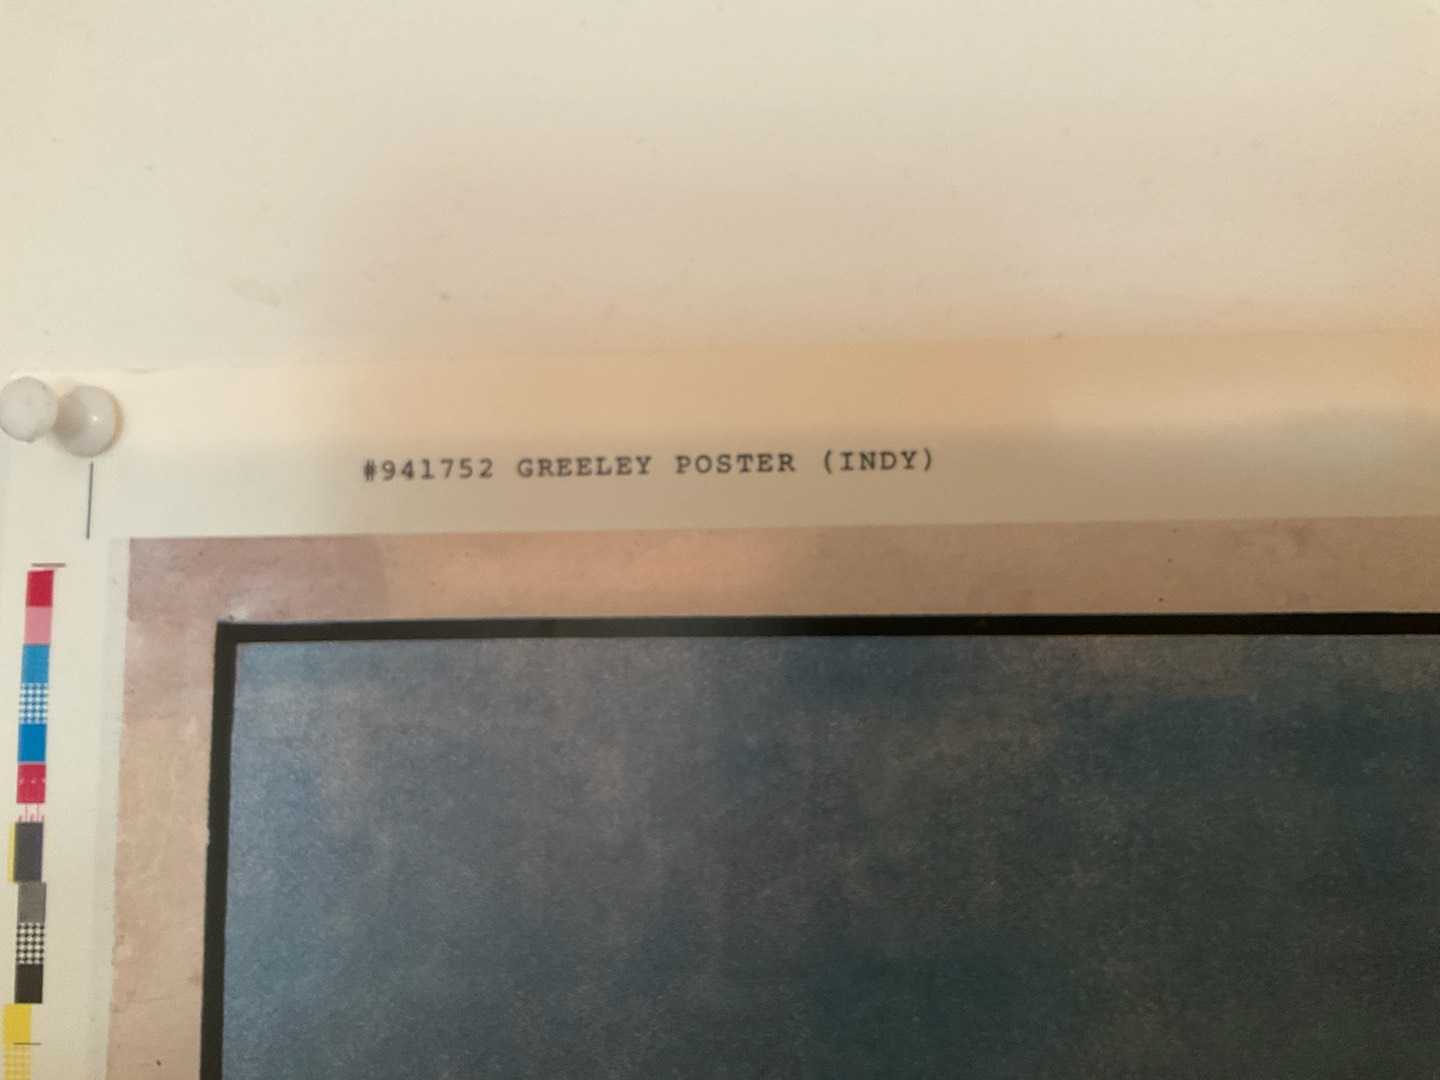 #941752 GREELEY POSTER (INDY)